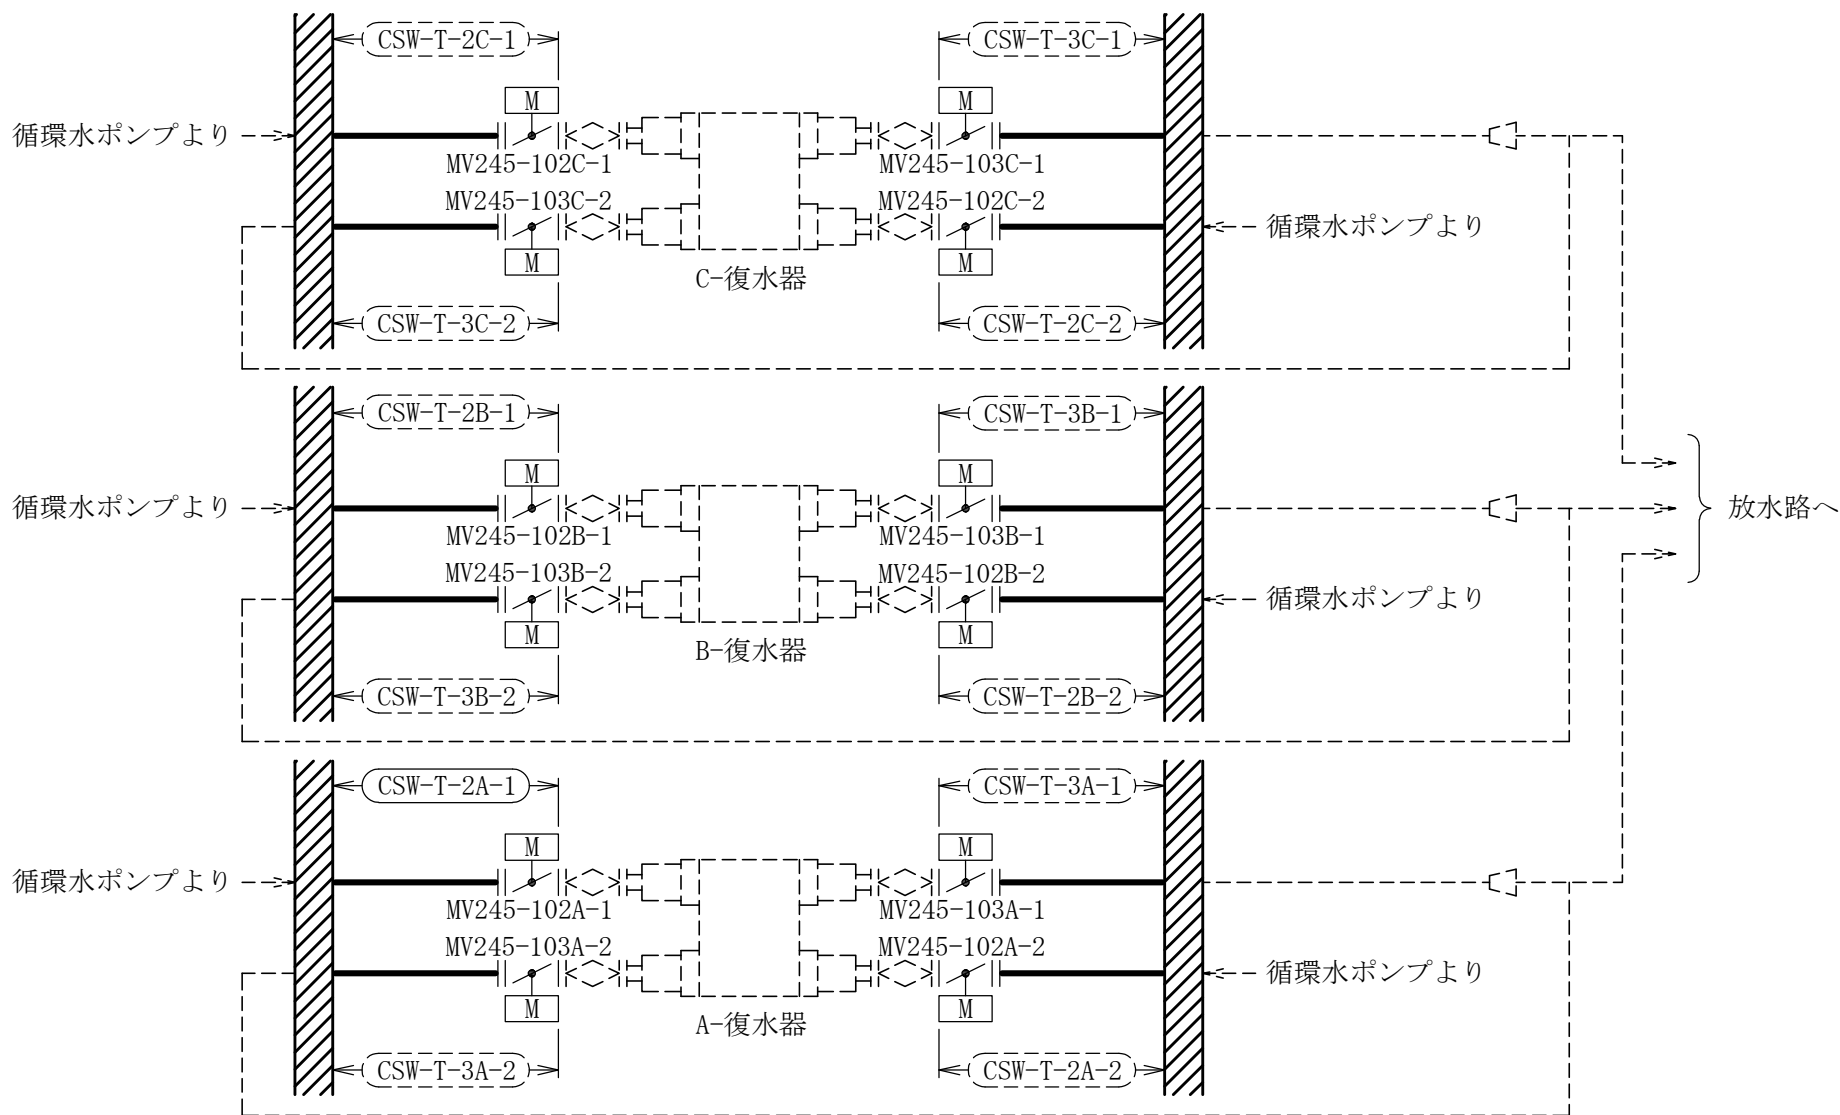 CSW-T-2C-1
CSW-T-3C-1
M
M
循環水ポンプより
MV245-102C-1
MV245-103C-1
MV245-103C-2
MV245-102C-2
循環水ポンプより
M
M
C-復水器
CSW-T-3C-2
CSW-T-2C-2
CSW-T-2B-1
CSW-T-3B-1
M
M
循環水ポンプより
放水路へ
MV245-102B-1
MV245-103B-1
MV245-103B-2
MV245-102B-2
循環水ポンプより
M
M
B-復水器
CSW-T-3B-2
CSW-T-2B-2
CSW-T-2A-1
CSW-T-3A-1
M
M
循環水ポンプより
MV245-102A-1
MV245-103A-1
MV245-103A-2
MV245-102A-2
循環水ポンプより
M
M
A-復水器
CSW-T-3A-2
CSW-T-2A-2